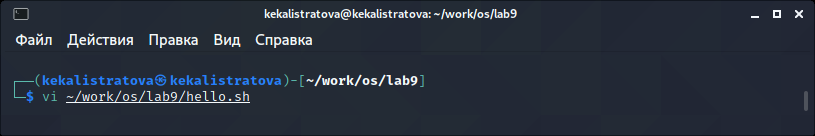 kekalistratova@kekalistratova: ~/work/os/lab9
Файл Действия Правка Вид Справка
┌──(kekalistratova㉿kekalistratova)-[~/work/os/lab9]
└─$ vi ~/work/os/lab9/hello.sh